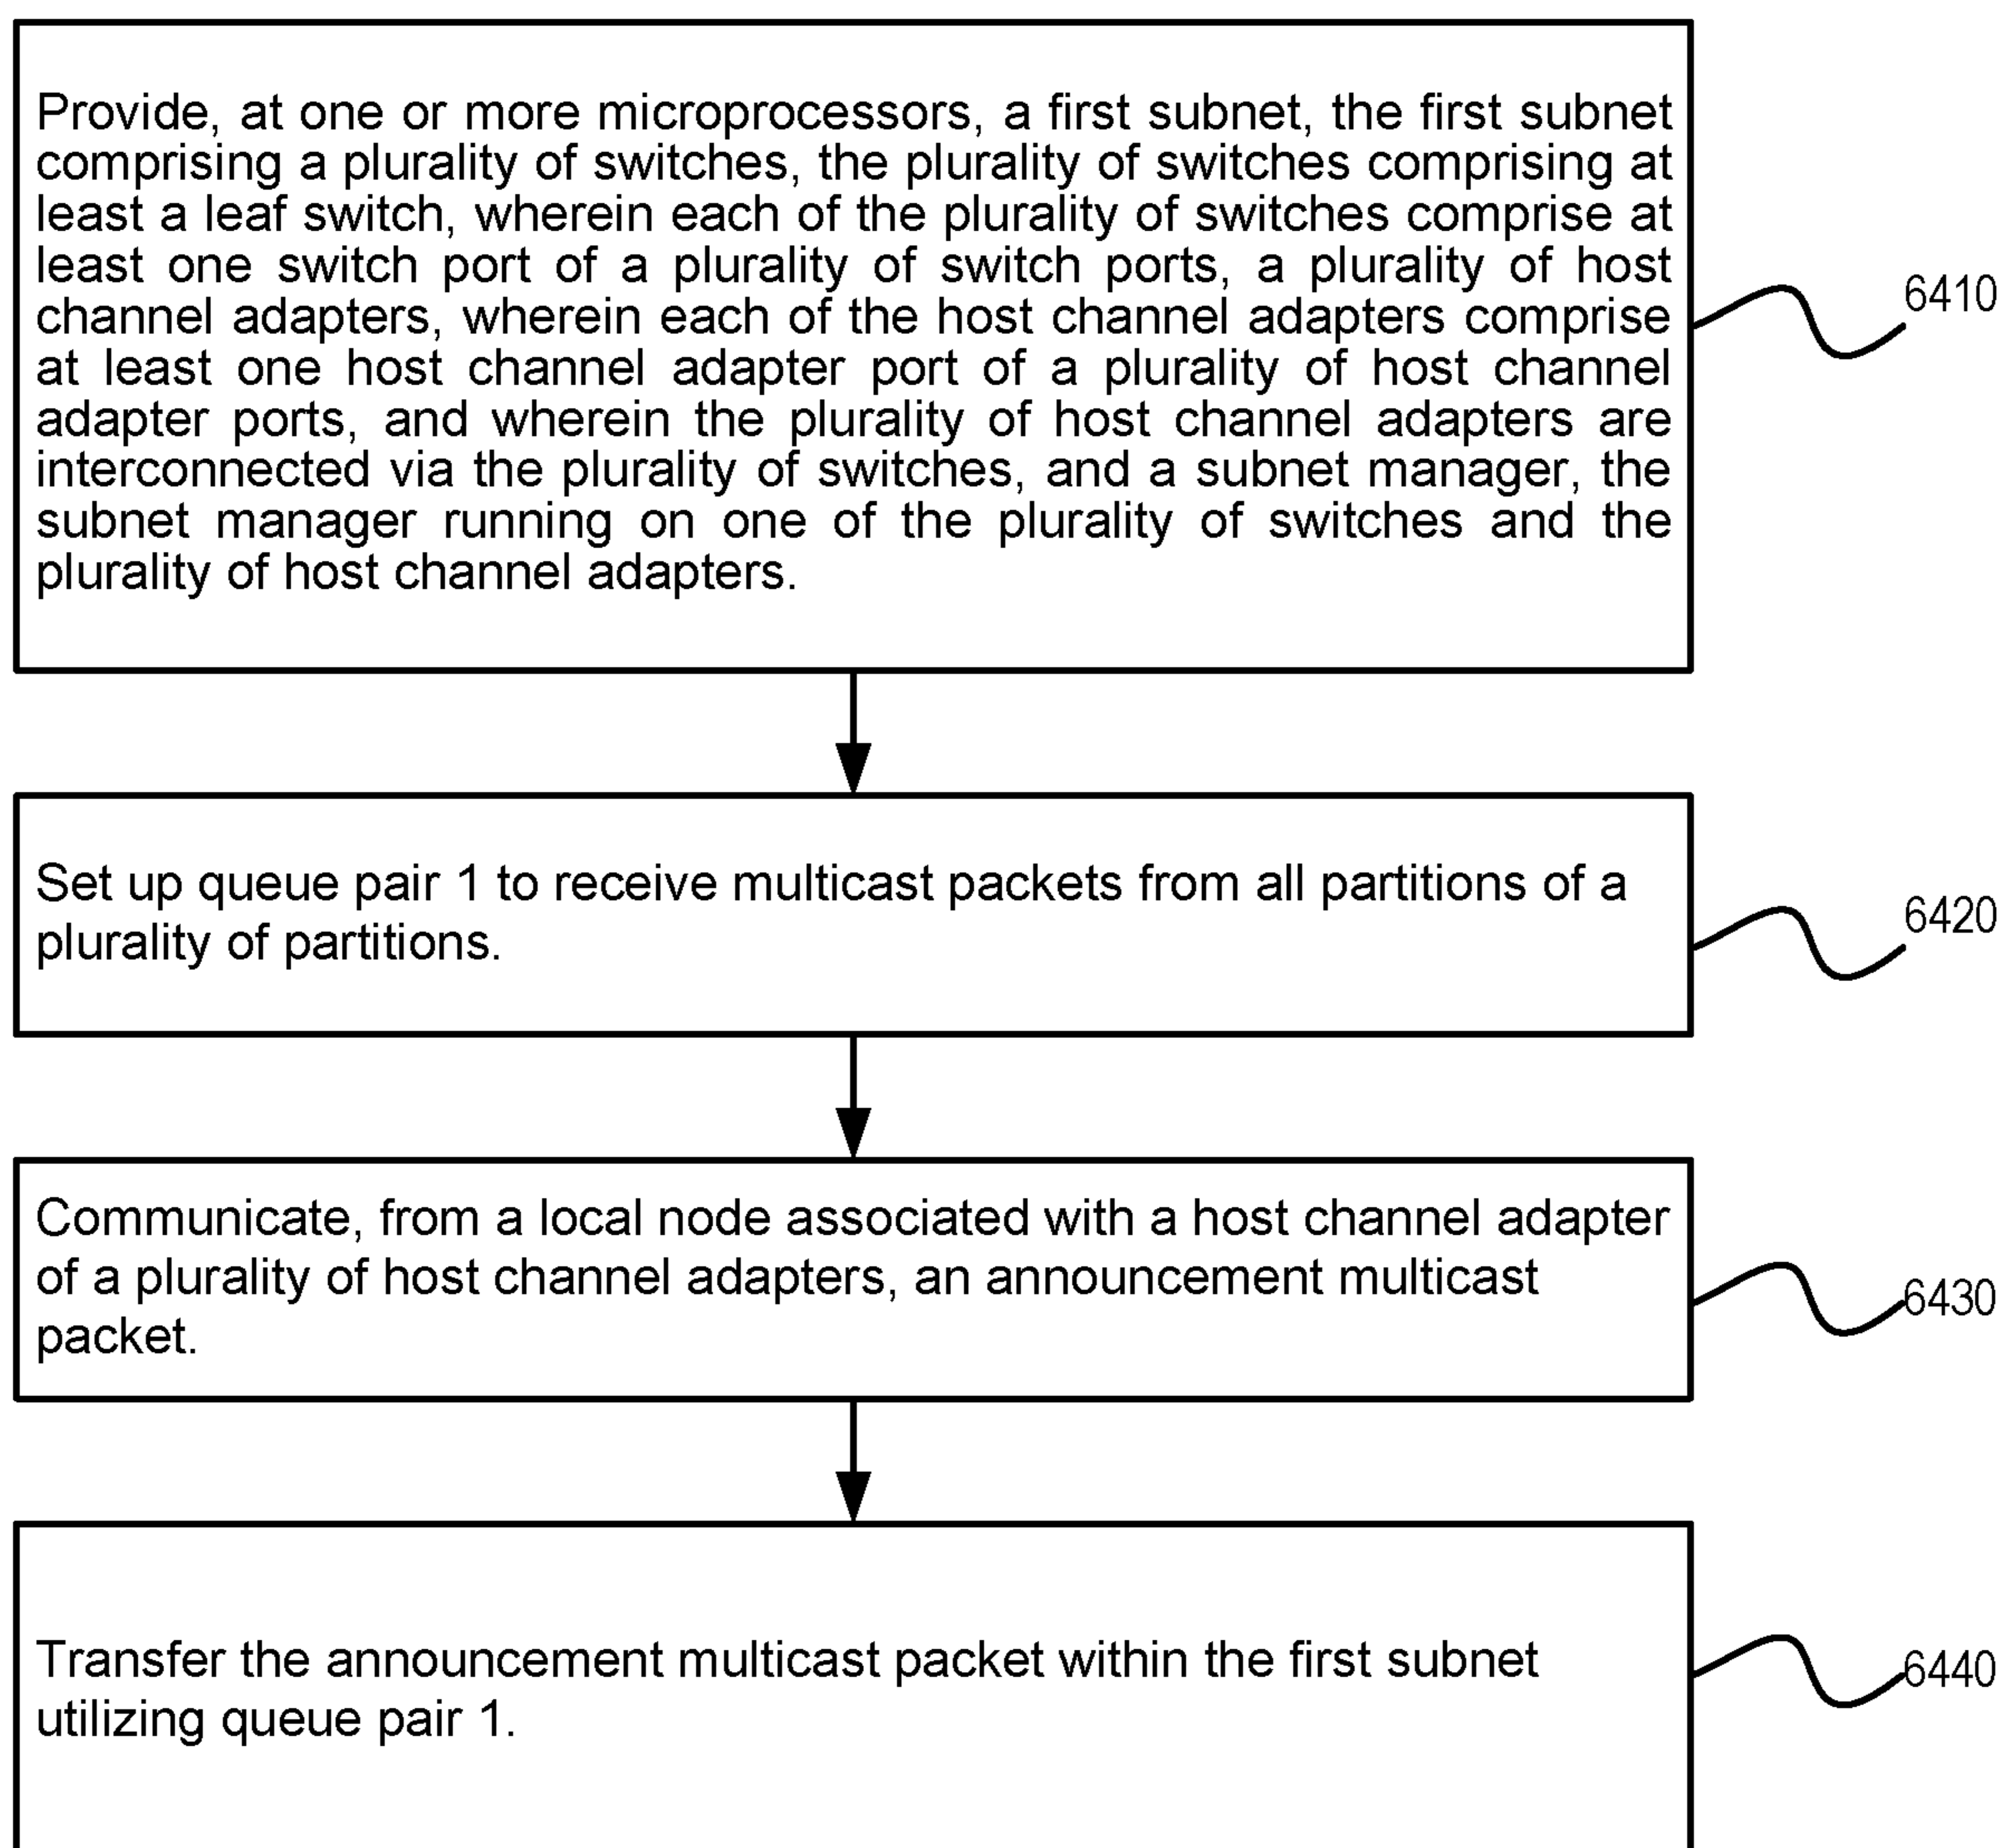 Provide, at one or more microprocessors, a first subnet, the first subnet
comprising a plurality of switches, the plurality of switches comprising at
least a leaf switch, wherein each of the plurality of switches comprise at
least one switch port of a plurality of switch ports, a plurality of host
channel adapters, wherein each of the host channel adapters comprise
at least one host channel adapter port of a plurality of host channel
adapter ports, and wherein the plurality of host channel adapters are
interconnected via the plurality of switches, and a subnet manager, the
subnet manager running on one of the plurality of switches and the
plurality of host channel adapters.
6410
Set up queue pair 1 to receive multicast packets from all partitions of a
plurality of partitions.
6420
Communicate, from a local node associated with a host channel adapter
of a plurality of host channel adapters, an announcement multicast
packet.
6430
Transfer the announcement multicast packet within the first subnet
utilizing queue pair 1.
6440